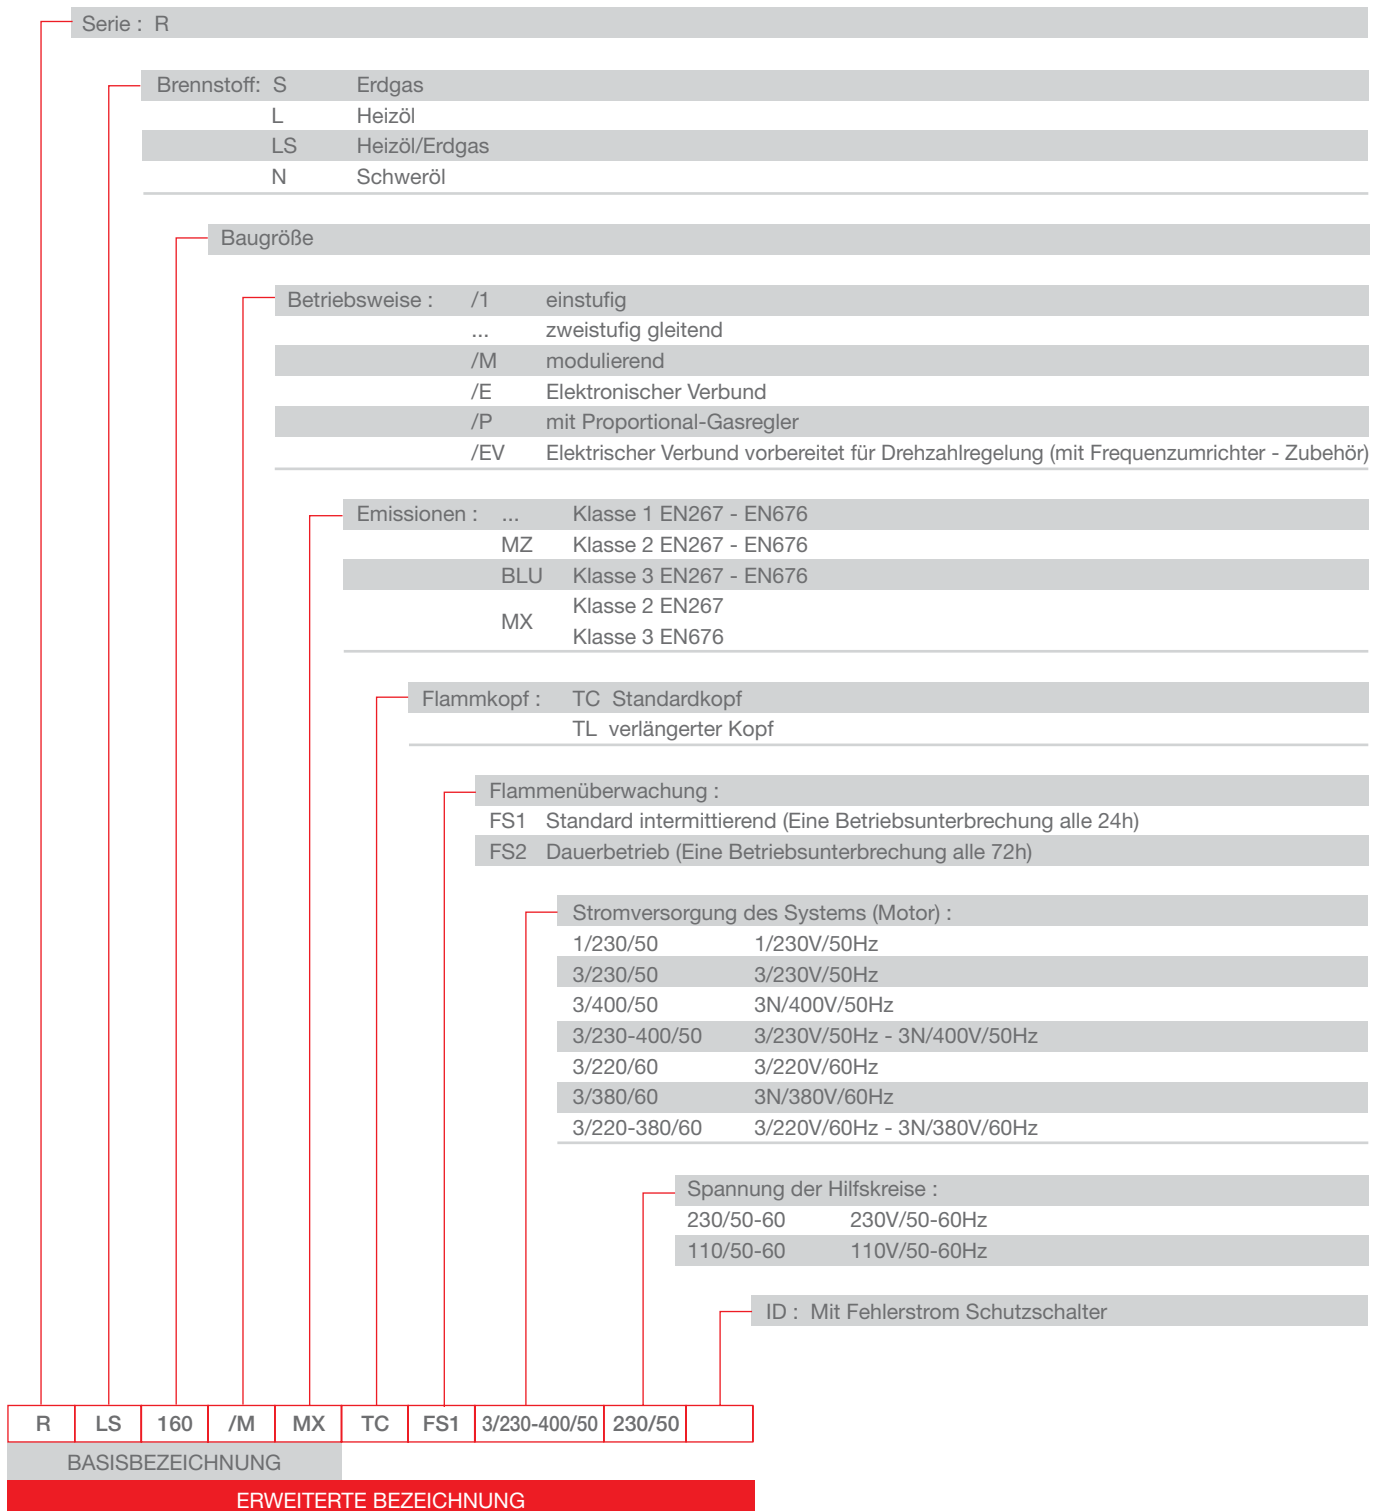 Serie : R
Brennstoff: S Erdgas
L Heizöl
LS Heizöl/Erdgas
N Schweröl
Baugröße
Betriebsweise : /1 einstufig
... zweistufig gleitend
/M modulierend
/E Elektronischer Verbund
/P mit Proportional-Gasregler
/EV Elektrischer Verbund vorbereitet für Drehzahlregelung (mit Frequenzumrichter - Zubehör)
Emissionen : ... Klasse 1 EN267 - EN676
MZ Klasse 2 EN267 - EN676
BLU Klasse 3 EN267 - EN676
MX Klasse 2 EN267
Klasse 3 EN676
Flammkopf : TC Standardkopf
TL verlängerter Kopf
Flammenüberwachung :
FS1 Standard intermittierend (Eine Betriebsunterbrechung alle 24h)
FS2 Dauerbetrieb (Eine Betriebsunterbrechung alle 72h)
Stromversorgung des Systems (Motor) :
1/230/50 1/230V/50Hz
3/230/50 3/230V/50Hz
3/400/50 3N/400V/50Hz
3/230-400/50 3/230V/50Hz - 3N/400V/50Hz
3/220/60 3/220V/60Hz
3/380/60 3N/380V/60Hz
3/220-380/60 3/220V/60Hz - 3N/380V/60Hz
Spannung der Hilfskreise :
230/50-60 230V/50-60Hz
110/50-60 110V/50-60Hz
ID : Mit Fehlerstrom Schutzschalter
R LS 160 /M MX TC FS1 3/230-400/50 230/50
BASISBEZEICHNUNG
ERWEITERTE BEZEICHNUNG